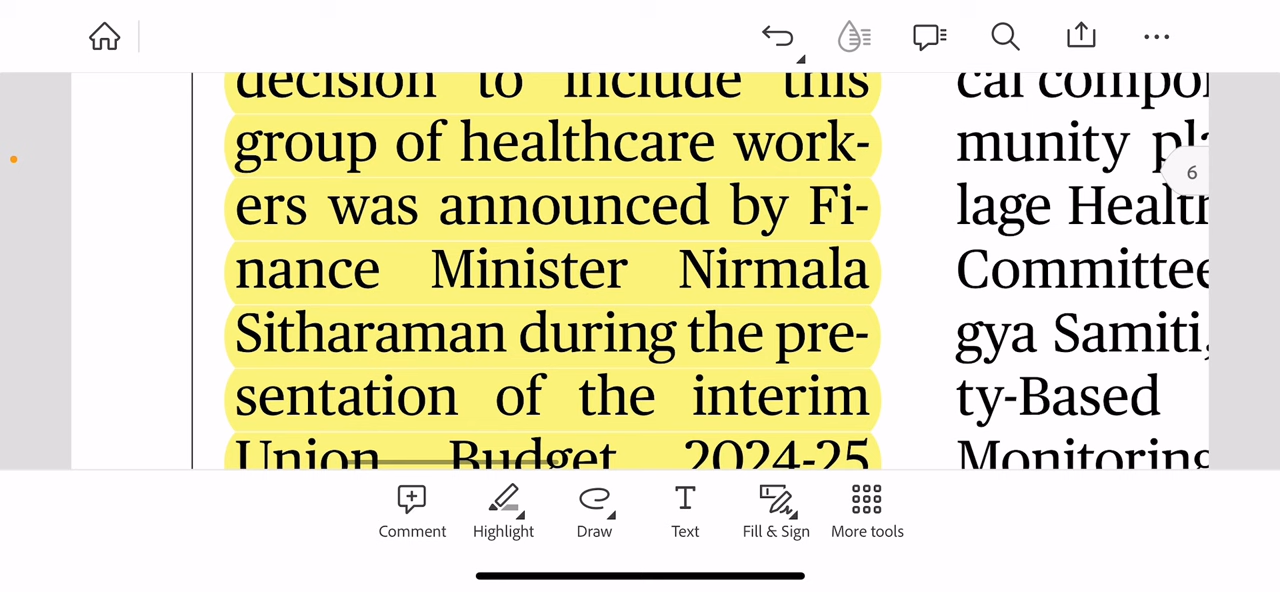 decision to include this
group of healthcare work-
ers was announced by Fi-
nance Minister Nirmala
Sitharaman during the pre-
sentation of the interim
Union Budget 2024-25
cal
munity
6
lage
Committee
gya Samiti,
ty-Based
Monitoring
Comment
Highlight
Draw
Text
Fill & Sign
More tools